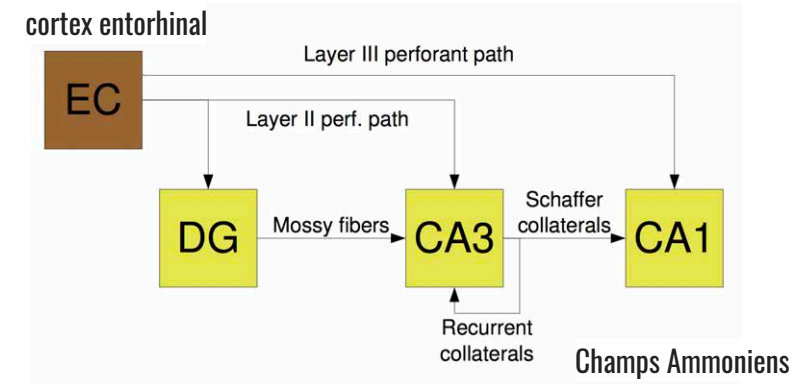 cortex entorhinal
Layer III perforant path
EC
Layer II perf. path
DG
Mossy fibers
CA3
Schaffer
collaterals
CA1
Recurrent
collaterals
Champs Ammoniens